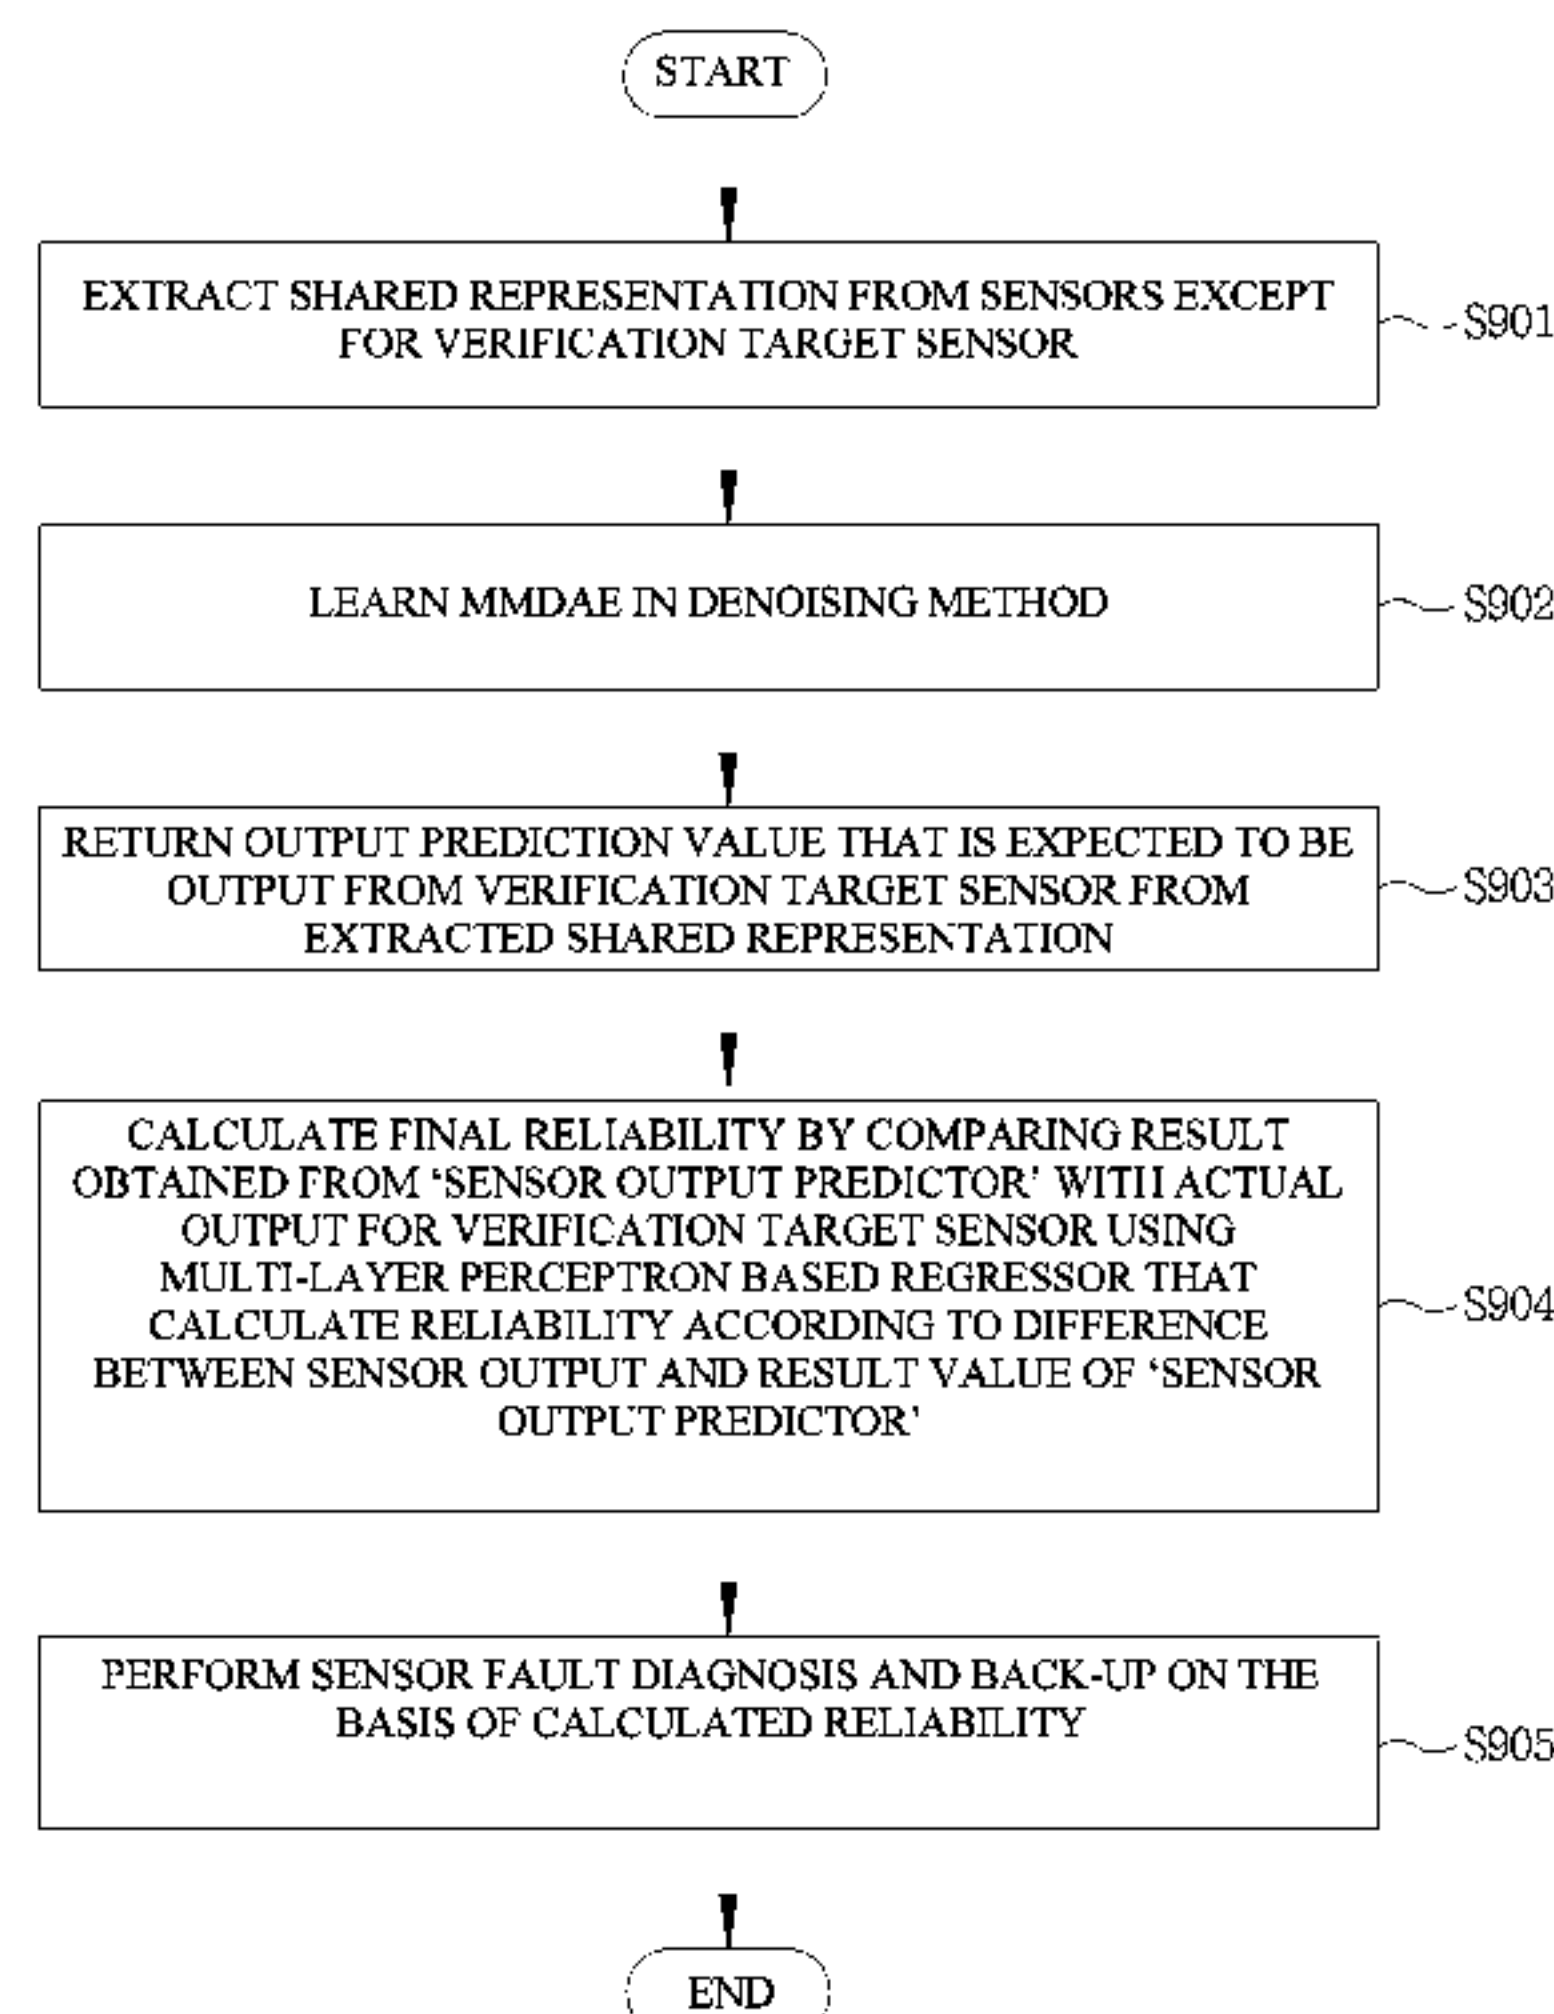 START
EXTRACT SHARED REPRESENTATION FROM SENSORS EXCEPT
FOR VERIFICATION TARGET SENSOR
S901
LEARN MMDAE IN DENOISING METHOD
S902
RETURN OUTPUT PREDICTION VALUE THAT IS EXPECTED TO BE
OUTPUT FROM VERIFICATION TARGET SENSOR FROM
EXTRACTED SHARED REPRESENTATION
S903
CALCULATE FINAL RELIABILITY BY COMPARING RESULT
OBTAINED FROM ‘SENSOR OUTPUT PREDICTOR’ WITH ACTUAL
OUTPUT FOR VERIFICATION TARGET SENSOR USING
MULTI-LAYER PERCEPTRON BASED REGRESSOR THAT
CALCULATE RELIABILITY ACCORDING TO DIFFERENCE
BETWEEN SENSOR OUTPUT AND RESULT VALUE OF ‘SENSOR
OUTPUT PREDICTOR’
S904
PERFORM SENSOR FAULT DIAGNOSIS AND BACK-UP ON THE
BASIS OF CALCULATED RELIABILITY
S905
END